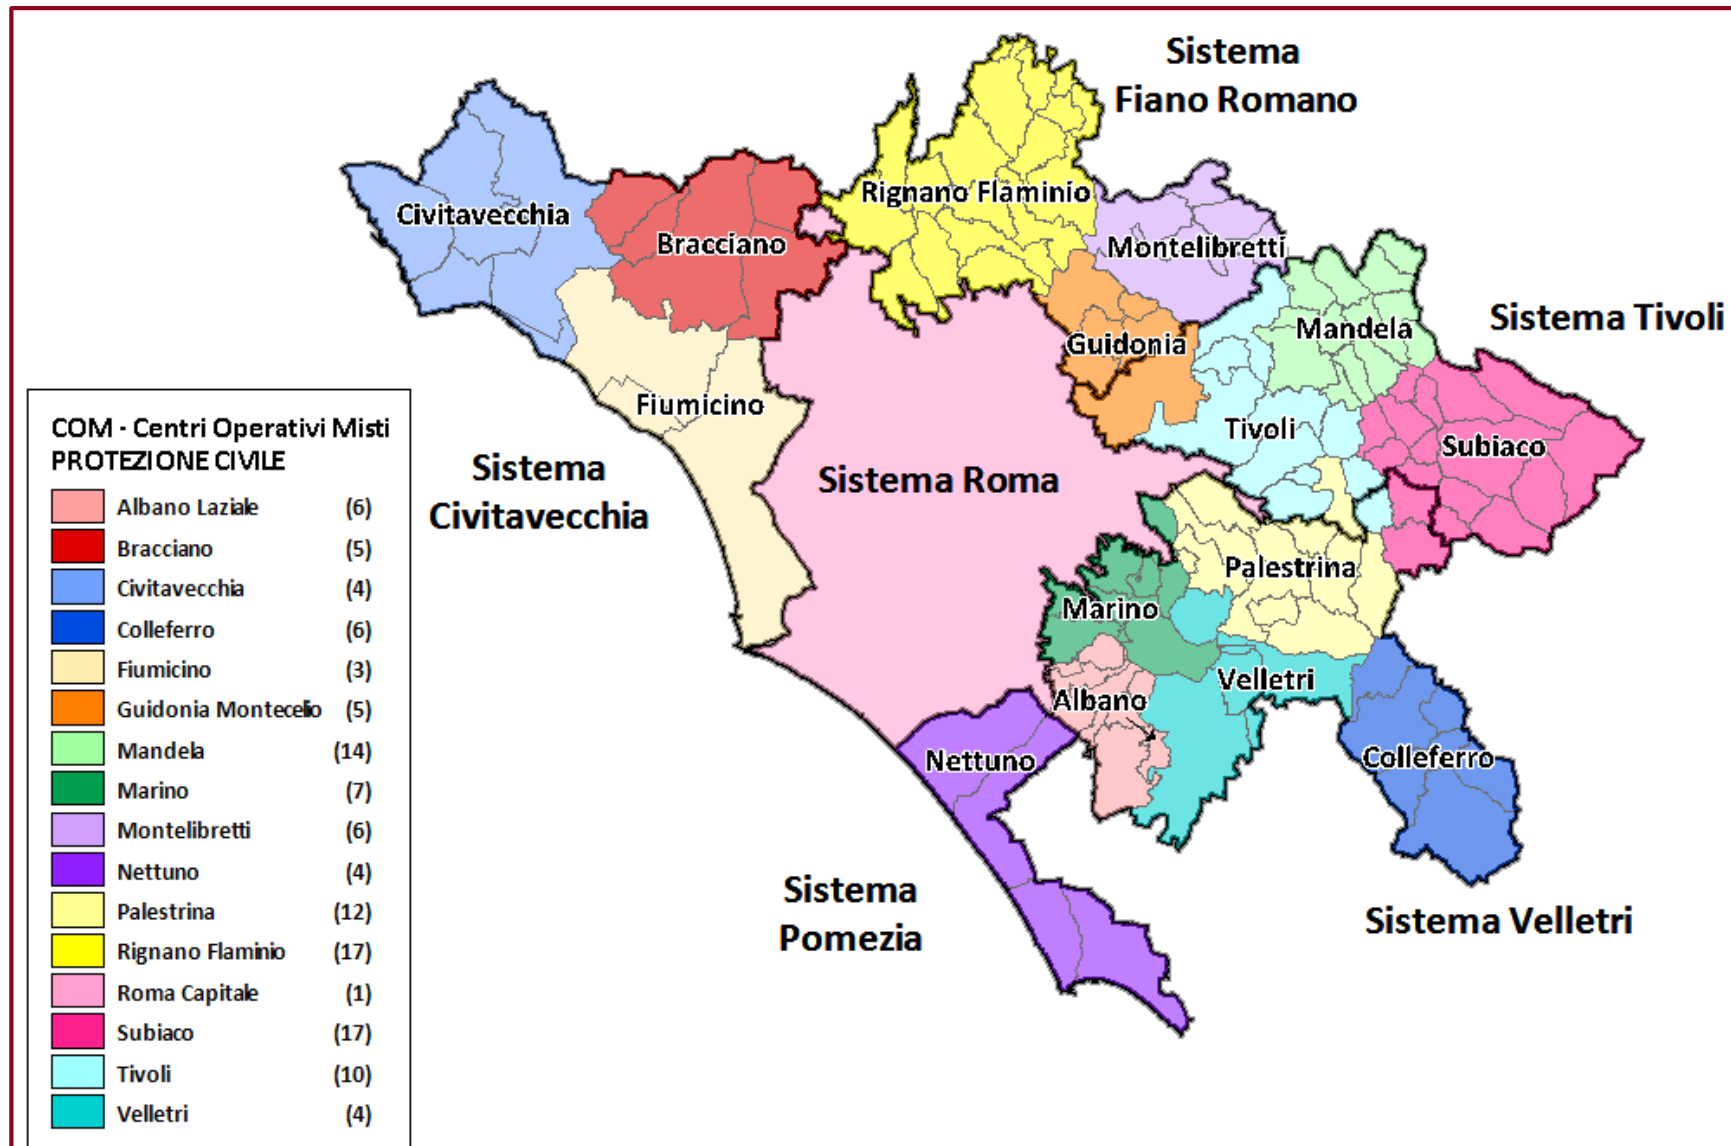 Sistema
Fiano Romano
Civitavecchia
Bracciano
Rignano Flaminio
Montelibretti
Guidonia
Mandela
Sistema Tivoli
Fiumicino
Tivoli
Subiaco
Sistema
Civitavecchia
Sistema Roma
Palestrina
Marino
Velletri
Albano
Nettuno
Colleferro
Sistema
Pomezia
Sistema Velletri
COM - Centri Operativi Misti
PROTEZIONE CIVILE
Albano Laziale (6)
Bracciano (5)
Civitavecchia (4)
Colleferro (6)
Fiumicino (3)
Guidonia Montecelio (5)
Mandela (14)
Marino (7)
Montelibretti (6)
Nettuno (4)
Palestrina (12)
Rignano Flaminio (17)
Roma Capitale (1)
Subiaco (17)
Tivoli (10)
Velletri (4)